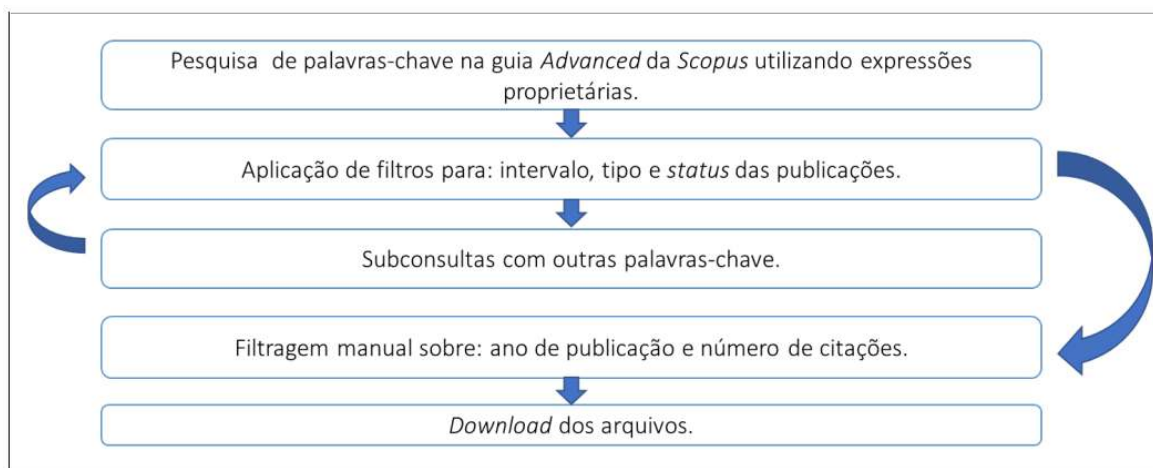 Pesquisa de palavras-chave na guia Advanced da Scopus utilizando expressões
proprietárias.
Aplicação de filtros para: intervalo, tipo e status das publicações.
Subconsultas com outras palavras-chave.
Filtragem manual sobre: ano de publicação e número de citações.
Download dos arquivos.